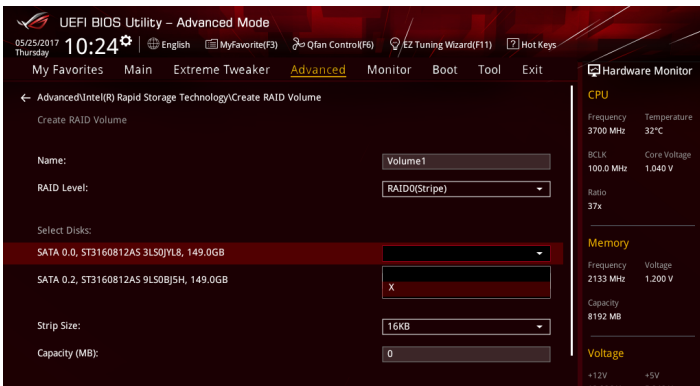 UEFI BIOS Utility – Advanced Mode
05/25/2017 Thursday 10:24 English MyFavorite(F3) Qfan Control(F6) EZ Tuning Wizard(F11) ? Hot Keys
My Favorites Main Extreme Tweaker Advanced Monitor Boot Tool Exit
Hardware Monitor
← Advanced\Intel(R) Rapid Storage Technology\Create RAID Volume
Create RAID Volume
Name: Volume1
RAID Level: RAID0(Stripe)
Select Disks:
SATA 0.0, ST3160812AS 3LS0JYL8, 149.0GB
SATA 0.2, ST3160812AS 9LS0BJ5H, 149.0GB
X
Strip Size: 16KB
Capacity (MB): 0
CPU
Frequency Temperature
3700 MHz 32°C
BCLK Core Voltage
100.0 MHz 1.040 V
Ratio
37x
Memory
Frequency Voltage
2133 MHz 1.200 V
Capacity
8192 MB
Voltage
+12V +5V